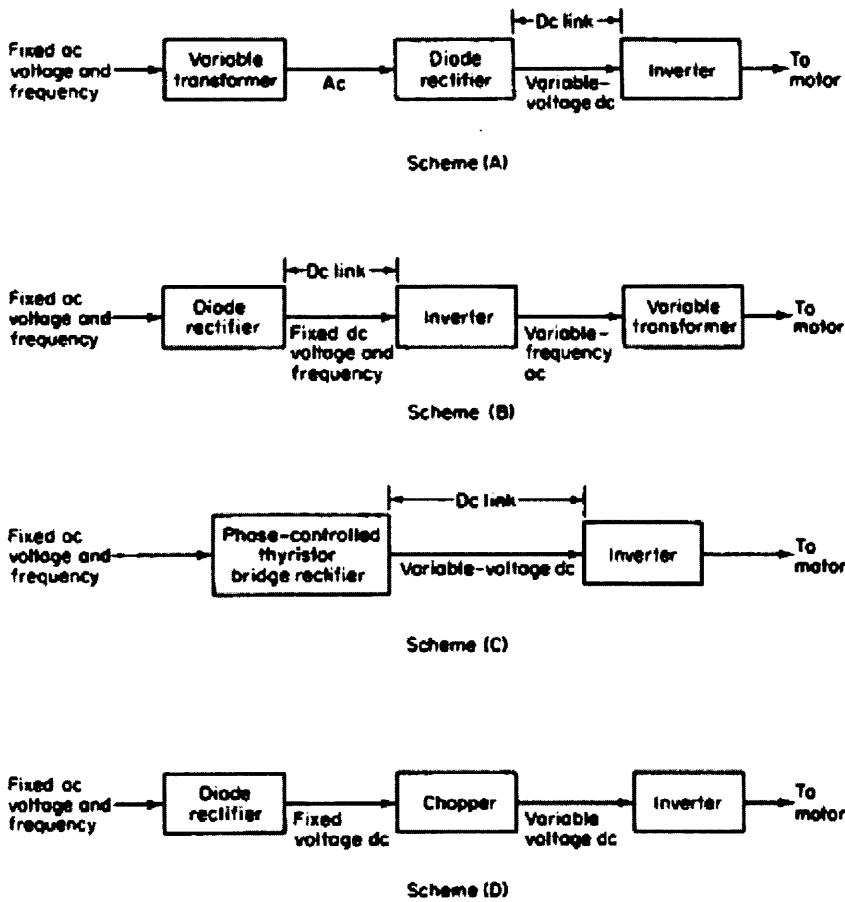 Dc link
Fixed ac
voltage and
frequency
Variable
transformer
Ac
Diode
rectifier
Variable-
voltage dc
Inverter
To
motor
Scheme (A)
Dc link
Fixed ac
voltage and
frequency
Diode
rectifier
Fixed dc
voltage and
frequency
Inverter
Variable-
frequency
ac
Variable
transformer
To
motor
Scheme (B)
Dc link
Fixed ac
voltage and
frequency
Phase-controlled
thyristor
bridge rectifier
Variable-voltage dc
Inverter
To
motor
Scheme (C)
Fixed ac
voltage and
frequency
Diode
rectifier
Fixed
voltage dc
Chopper
Variable
voltage dc
Inverter
To
motor
Scheme (D)